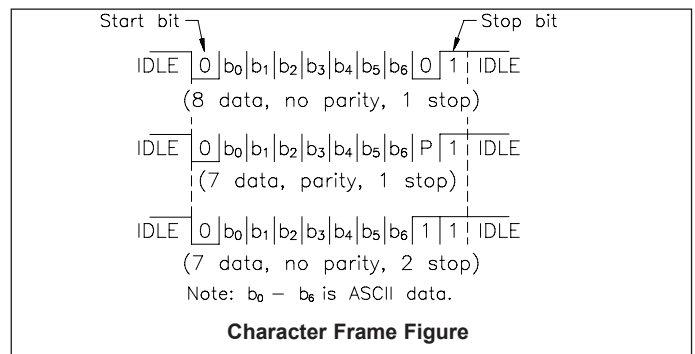 Start bit Stop bit
IDLE 0 b₀ b₁ b₂ b₃ b₄ b₅ b₆ 0 1 IDLE
(8 data, no parity, 1 stop)
IDLE 0 b₀ b₁ b₂ b₃ b₄ b₅ b₆ P 1 IDLE
(7 data, parity, 1 stop)
IDLE 0 b₀ b₁ b₂ b₃ b₄ b₅ b₆ 1 1 IDLE
(7 data, no parity, 2 stop)
Note: b₀ – b₆ is ASCII data.
Character Frame Figure